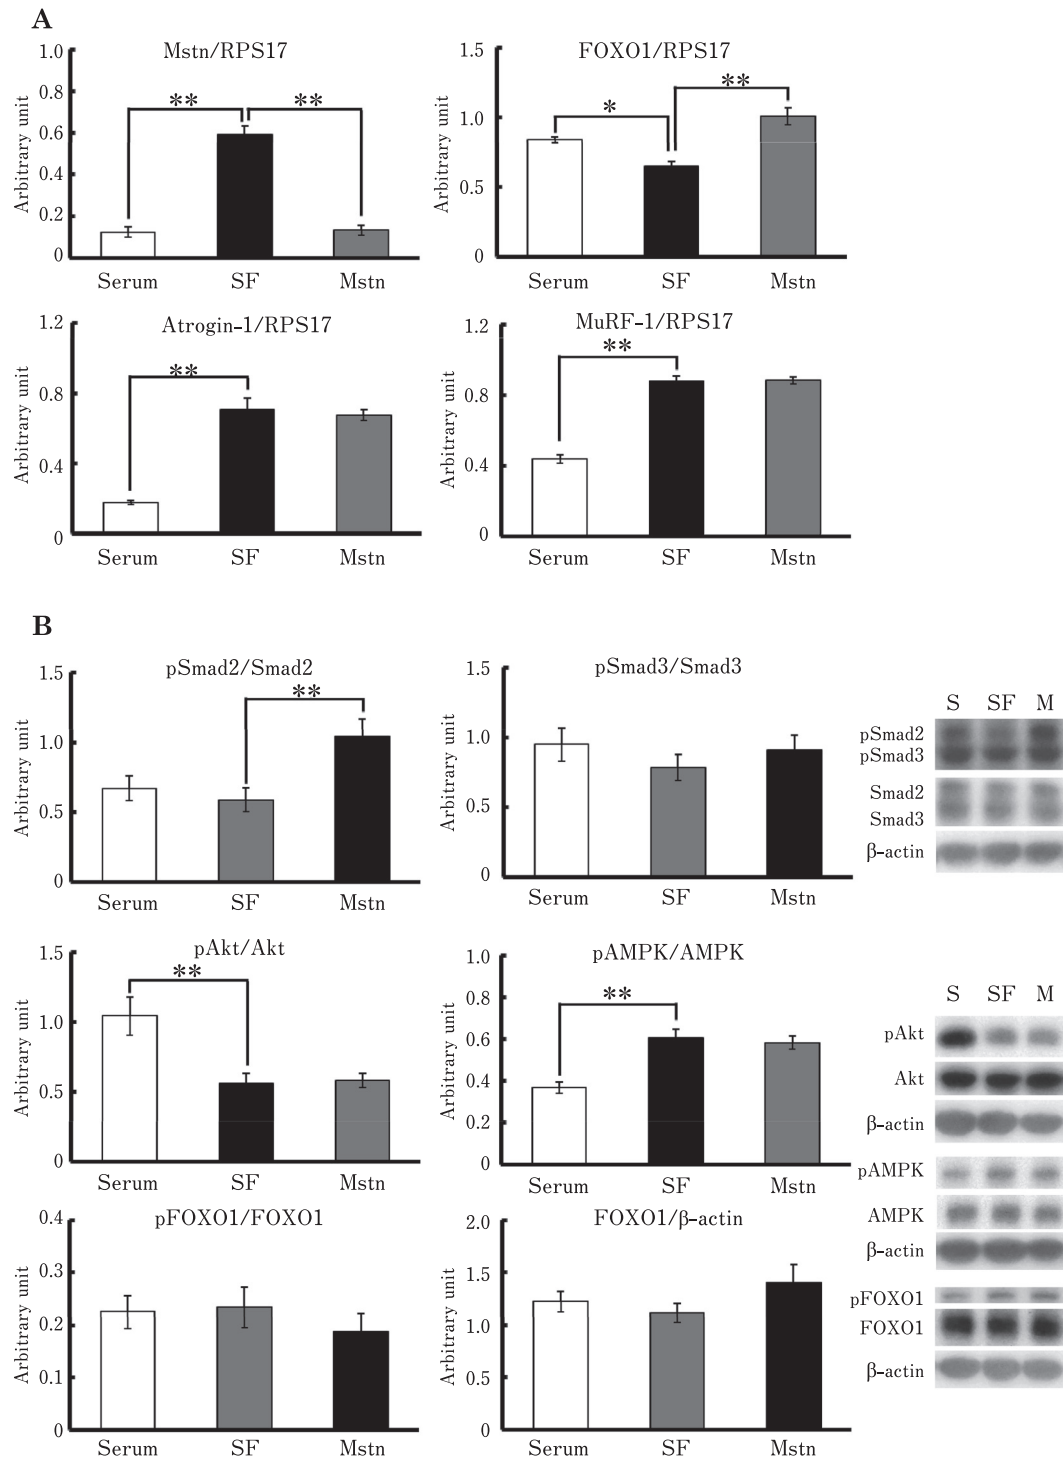 A
Mstn/RPS17
Arbitrary unit
1.0
0.8
0.6
0.4
0.2
0
**
**
Serum SF Mstn
FOXO1/RPS17
Arbitrary unit
1.5
1.0
0.5
0
*
**
Serum SF Mstn
Atrogin-1/RPS17
Arbitrary unit
1.2
0.8
0.4
0
**
Serum SF Mstn
MuRF-1/RPS17
Arbitrary unit
1.2
0.8
0.4
0
**
Serum SF Mstn
B
pSmad2/Smad2
Arbitrary unit
1.5
1.0
0.5
0
**
Serum SF Mstn
pSmad3/Smad3
Arbitrary unit
1.5
1.0
0.5
0
Serum SF Mstn
S SF M
pSmad2
pSmad3
Smad2
Smad3
β-actin
pAkt/Akt
Arbitrary unit
1.5
1.0
0.5
0
**
Serum SF Mstn
pAMPK/AMPK
Arbitrary unit
1.0
0.8
0.6
0.4
0.2
0
**
Serum SF Mstn
S SF M
pAkt
Akt
β-actin
pAMPK
AMPK
β-actin
pFOXO1
FOXO1
β-actin
pFOXO1/FOXO1
Arbitrary unit
0.4
0.3
0.2
0.1
0
Serum SF Mstn
FOXO1/β-actin
Arbitrary unit
2.0
1.5
1.0
0.5
0
Serum SF Mstn